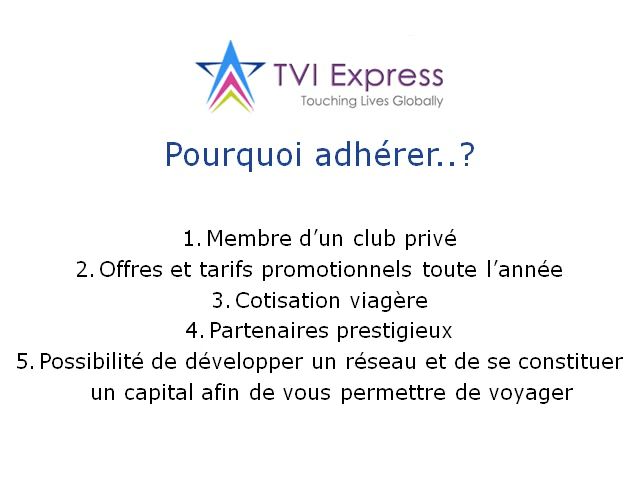 TVI Express
Touching Lives Globally
Pourquoi adhérer..?
1. Membre d’un club privé
2. Offres et tarifs promotionnels toute l’année
3. Cotisation viagère
4. Partenaires prestigieux
5. Possibilité de développer un réseau et de se constituer
un capital afin de vous permettre de voyager